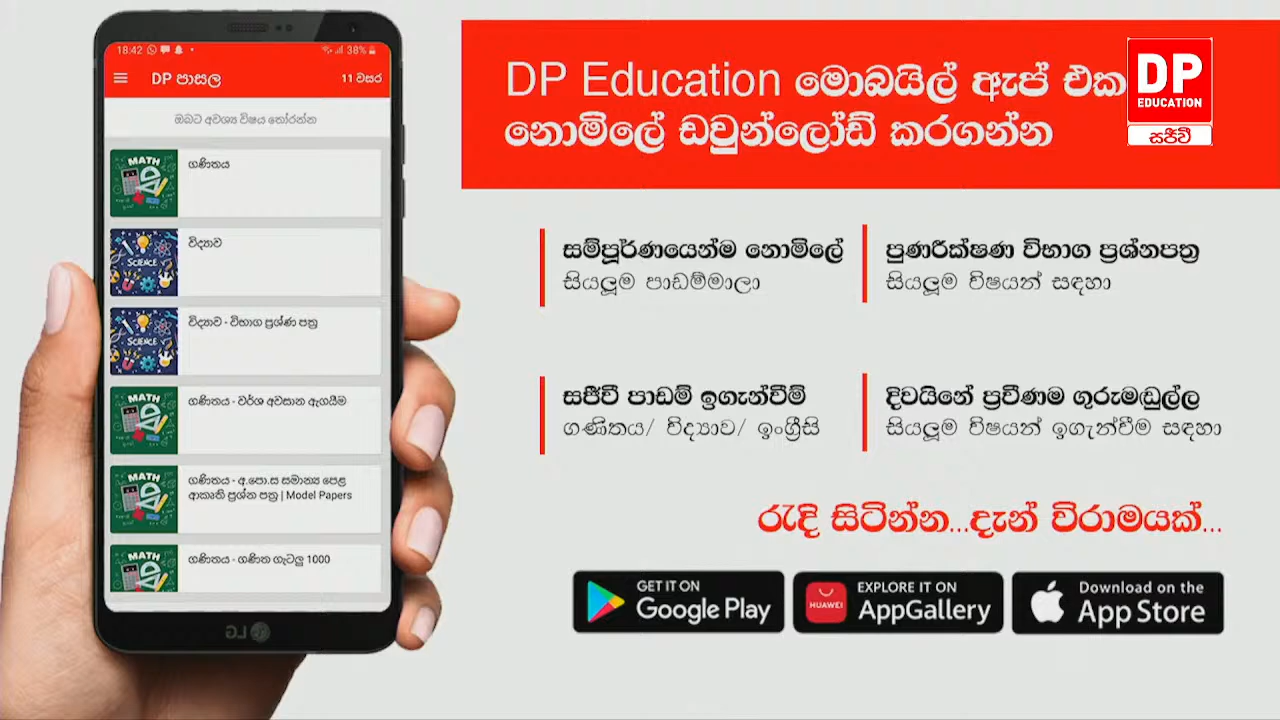 18:42
38%
DP පාසල
11 වසර
ඔබට අවශ්‍ය විෂය තෝරන්න
MATH
ගණිතය
SCIENCE
විද්‍යාව
SCIENCE
විද්‍යාව - විභාග ප්‍රශ්ණ පත්‍ර
MATH
ගණිතය - වර්ශ අවසාන ඇගයීම
MATH
ගණිතය - අ.පො.ස සමාන්‍ය පෙළ
ආකෘති ප්‍රශ්න පත්‍ර | Model Papers
MATH
ගණිතය - ගණිත ගැටලු 1000
LG
DP Education මොබයිල් ඇප් එක
නොමිලේ ඩවුන්ලෝඩ් කරගන්න
DP
EDUCATION
සජීවී
සම්පූර්ණයෙන්ම නොමිලේ
සියලූම පාඩම්මාලා
පුණරීක්ෂණ විභාග ප්‍රශ්නපත්‍ර
සියලූම විෂයන් සඳහා
සජීවී පාඩම් ඉගැන්වීම්
ගණිතය/ විද්‍යාව/ ඉංග්‍රීසි
දිවයිනේ ප්‍රවීණම ගුරුමඬුල්ල
සියලූම විෂයන් ඉගැන්වීම සඳහා
රැදි සිටින්න...දැන් විරාමයක්...
GET IT ON
Google Play
HUAWEI
EXPLORE IT ON
AppGallery
Download on the
App Store